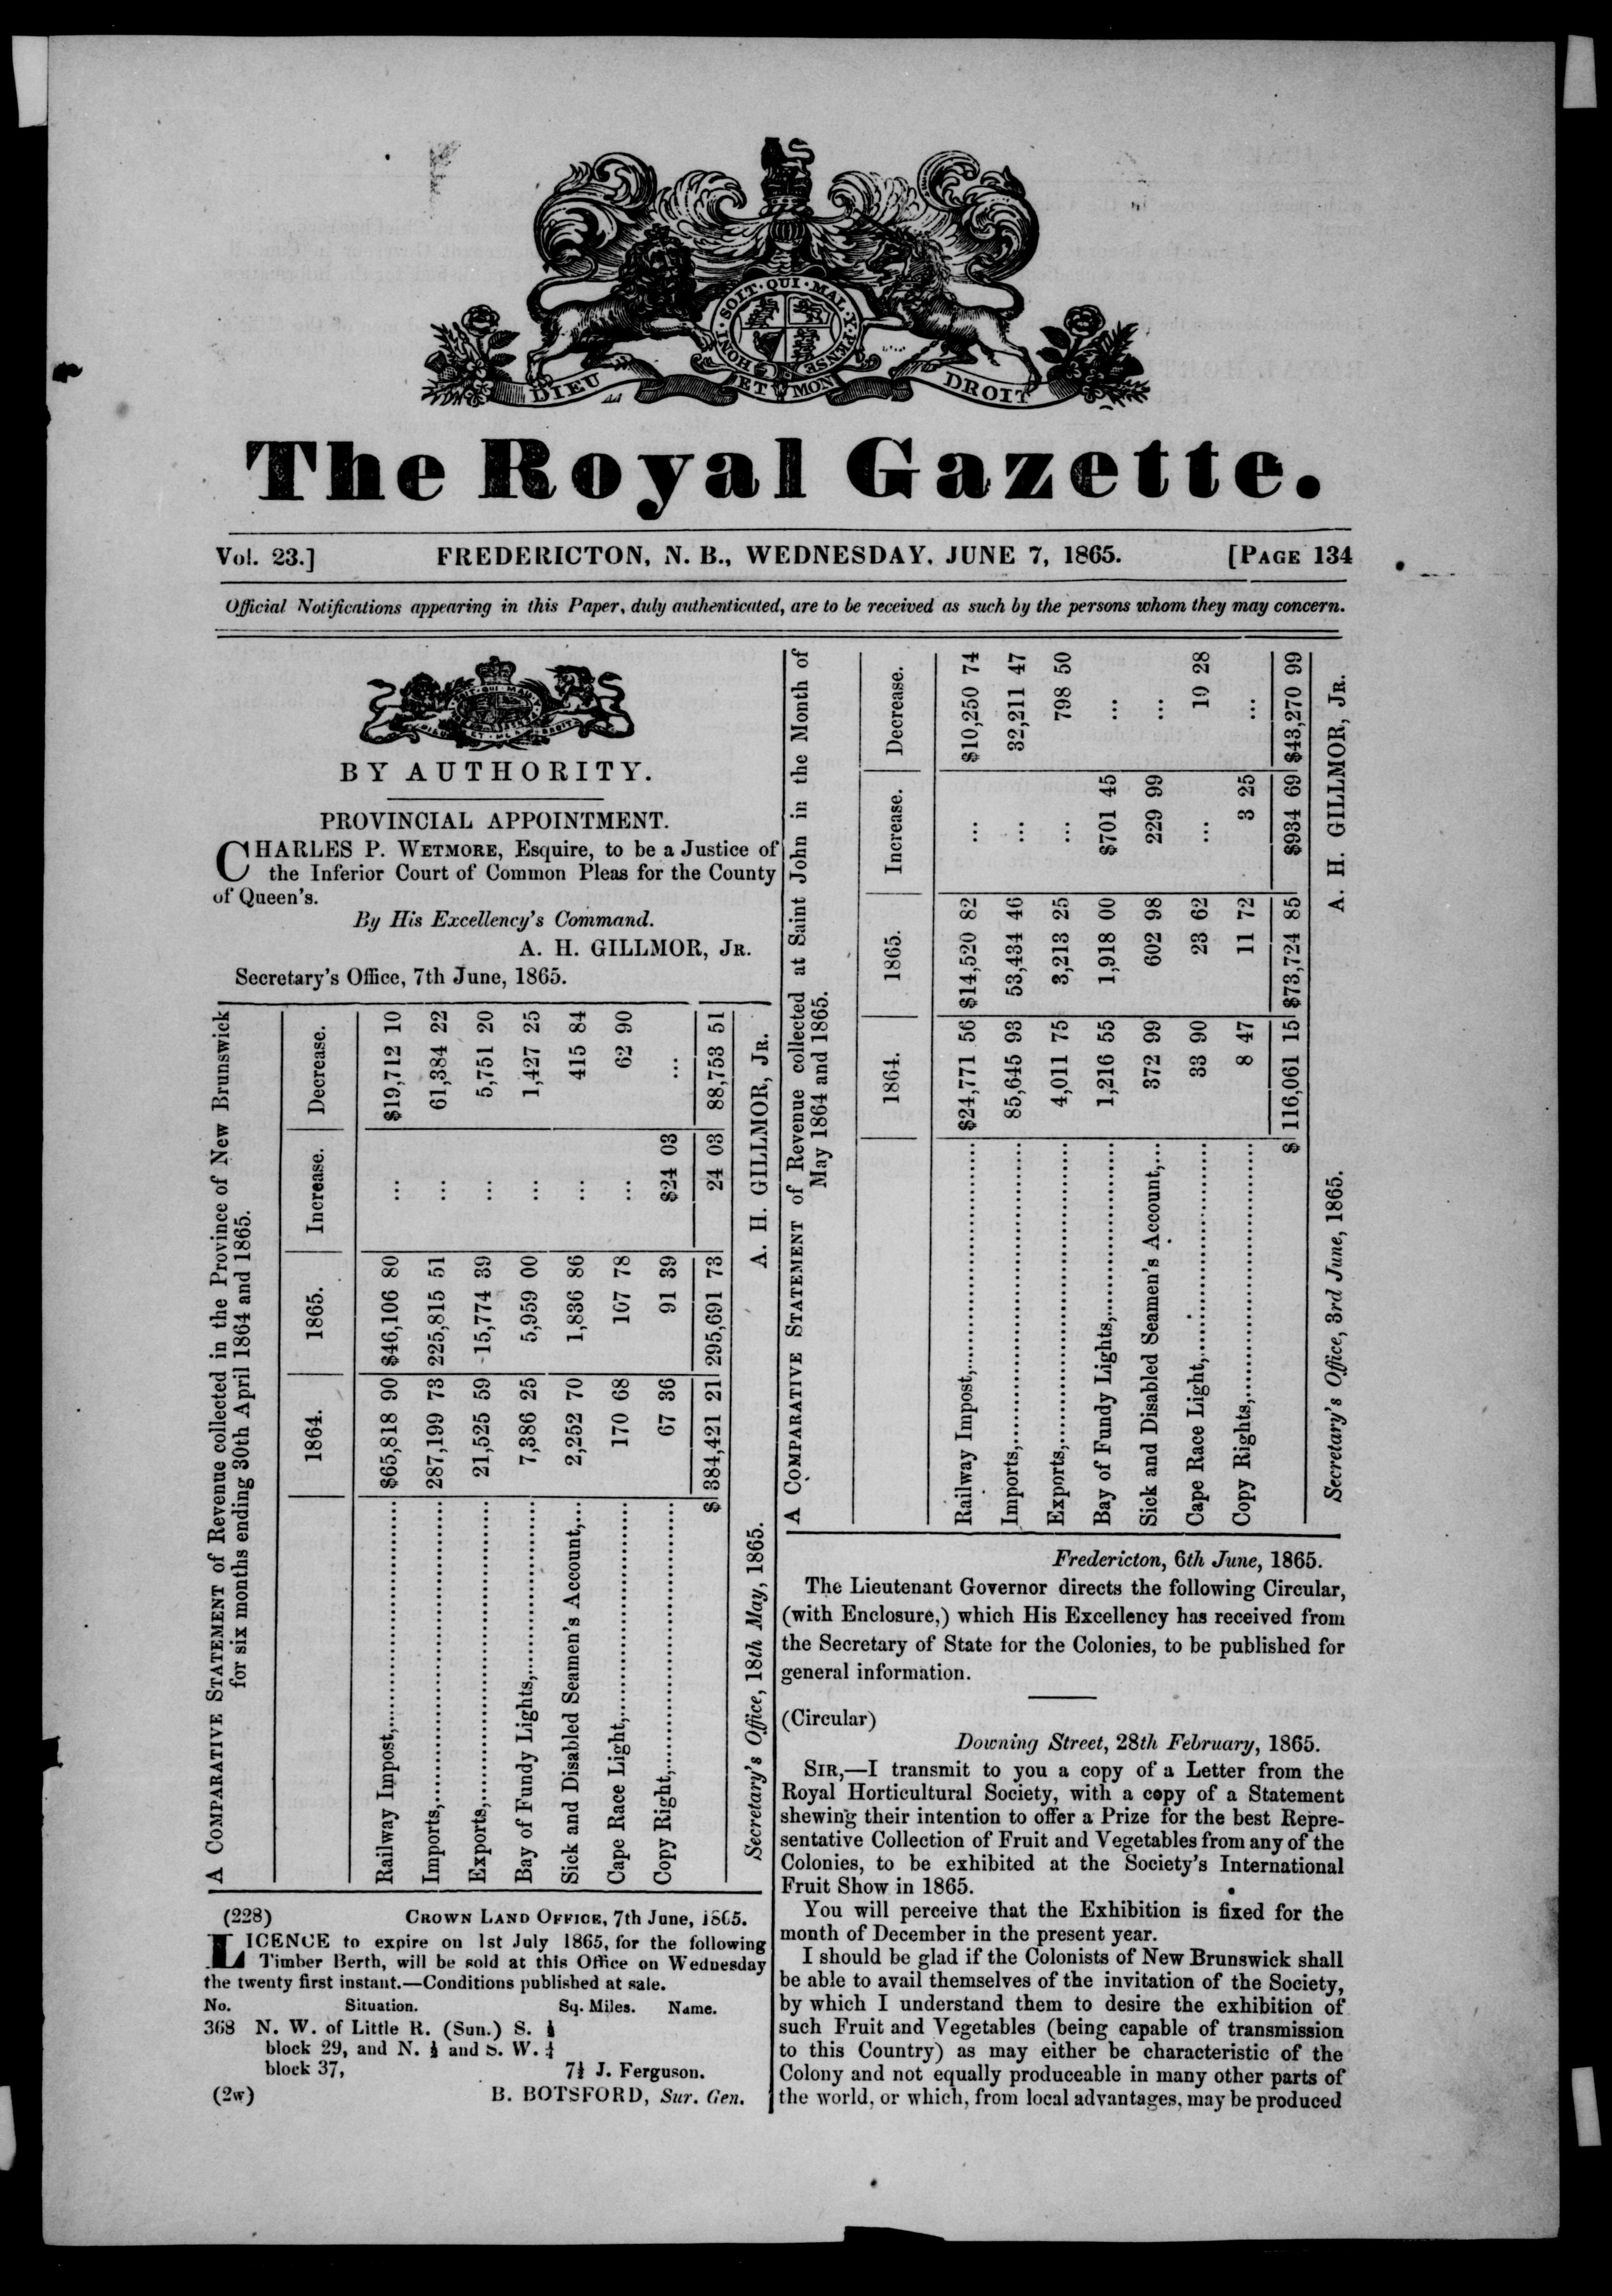 HONI · SOIT · QUI · MAL · Y · PENSE
DIEU ET MON DROIT
The Royal Gazette.
Vol. 23.] FREDERICTON, N. B., WEDNESDAY, JUNE 7, 1865. [PAGE 134
Official Notifications appearing in this Paper, duly authenticated, are to be received as such by the persons whom they may concern.
BY AUTHORITY.
PROVINCIAL APPOINTMENT.
CHARLES P. WETMORE, Esquire, to be a Justice of
the Inferior Court of Common Pleas for the County
of Queen's.
By His Excellency's Command.
A. H. GILLMOR, JR.
Secretary's Office, 7th June, 1865.
A COMPARATIVE STATEMENT of Revenue collected in the Province of New Brunswick
for six months ending 30th April 1864 and 1865.
1864. 1865. Increase. Decrease.
Railway Impost,........ $65,818 90 $46,106 80 ... $19,712 10
Imports,........ 287,199 73 225,815 51 ... 61,384 22
Exports,........ 21,525 59 15,774 39 ... 5,751 20
Bay of Fundy Lights,........ 7,386 25 5,959 00 ... 1,427 25
Sick and Disabled Seamen's Account,... 2,252 70 1,836 86 ... 415 84
Cape Race Light,........ 170 68 107 78 ... 62 90
Copy Right,........ 67 36 91 39 $24 03 ...
$ 384,421 21 295,691 73 24 03 88,753 51
A. H. GILLMOR, JR.
Secretary's Office, 18th May, 1865.
(228) CROWN LAND OFFICE, 7th June, 1865.
LICENCE to expire on 1st July 1865, for the following
Timber Berth, will be sold at this Office on Wednesday
the twenty first instant.—Conditions published at sale.
No. Situation. Sq. Miles. Name.
368 N. W. of Little R. (Sun.) S. ½
block 29, and N. ½ and S. W. ¼
block 37, 7½ J. Ferguson.
(2w) B. BOTSFORD, Sur. Gen.
A COMPARATIVE STATEMENT of Revenue collected at Saint John in the Month of
May 1864 and 1865.
1864. 1865. Increase. Decrease.
Railway Impost,........ $24,771 56 $14,520 82 ... $10,250 74
Imports,........ 85,645 93 53,434 46 ... 32,211 47
Exports,........ 4,011 75 3,213 25 ... 798 50
Bay of Fundy Lights,........ 1,216 55 1,918 00 $701 45 ...
Sick and Disabled Seamen's Account,... 372 99 602 98 229 99 ...
Cape Race Light,........ 33 90 23 62 ... 10 28
Copy Rights,........ 8 47 11 72 3 25 ...
$ 116,061 15 $73,724 85 $934 69 $43,270 99
A. H. GILLMOR, JR.
Secretary's Office, 3rd June, 1865.
Fredericton, 6th June, 1865.
The Lieutenant Governor directs the following Circular,
(with Enclosure,) which His Excellency has received from
the Secretary of State for the Colonies, to be published for
general information.
(Circular)
Downing Street, 28th February, 1865.
SIR,—I transmit to you a copy of a Letter from the
Royal Horticultural Society, with a copy of a Statement
shewing their intention to offer a Prize for the best Repre-
sentative Collection of Fruit and Vegetables from any of the
Colonies, to be exhibited at the Society's International
Fruit Show in 1865.
You will perceive that the Exhibition is fixed for the
month of December in the present year.
I should be glad if the Colonists of New Brunswick shall
be able to avail themselves of the invitation of the Society,
by which I understand them to desire the exhibition of
such Fruit and Vegetables (being capable of transmission
to this Country) as may either be characteristic of the
Colony and not equally produceable in many other parts of
the world, or which, from local advantages, may be produced